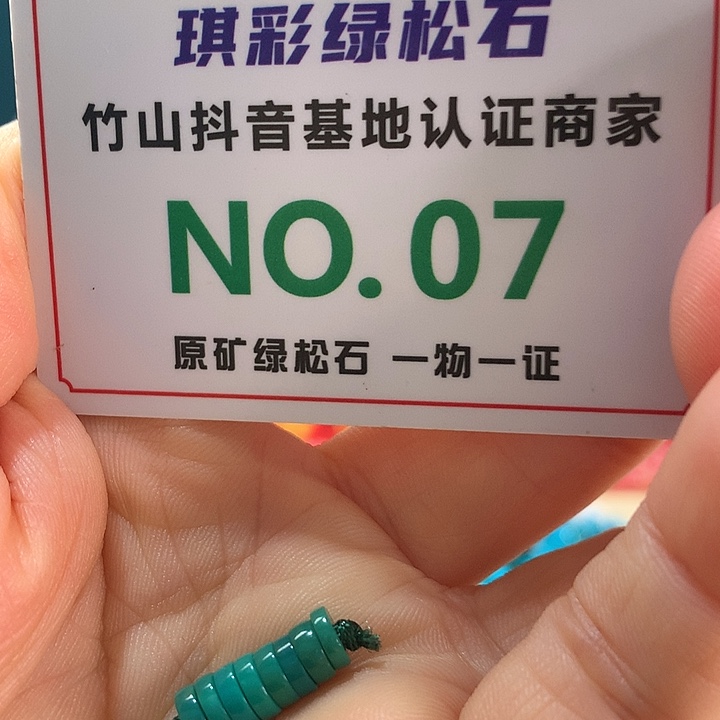 琪彩绿松石
竹山抖音基地认证商家
NO.07
原矿绿松石 一物一证